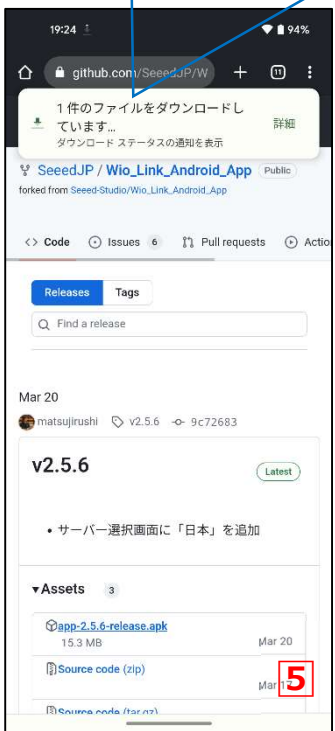 19:24 94%
github.com/SeeedJP/W 11
1 件のファイルをダウンロードし
ています...
詳細
ダウンロード ステータスの通知を表示
SeeedJP / Wio_Link_Android_App Public
forked from Seeed-Studio/Wio_Link_Android_App
<> Code Issues 6 Pull requests Actio
Releases Tags
Find a release
Mar 20
matsujirushi v2.5.6 9c72683
v2.5.6 Latest
• サーバー選択画面に「日本」を追加
▾Assets 3
app-2.5.6-release.apk
15.3 MB Mar 20
Source code (zip)
Mar 17
5
Source code (tar.gz)